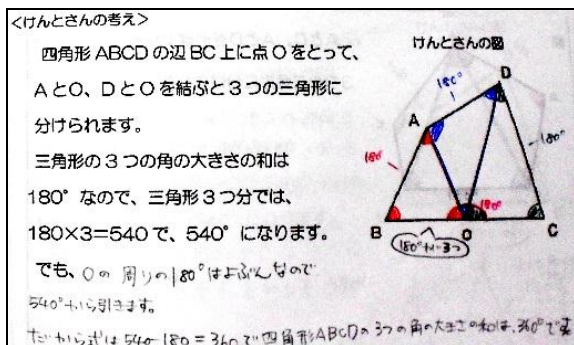 <けんとさんの考え>
四角形ABCDの辺BC上に点Oをとって、
AとO、DとOを結ぶと3つの三角形に
分けられます。
三角形の3つの角の大きさの和は
180°なので、三角形3つ分では、
180×3=540で、540°になります。
でも、Oの周りの180°はよぶんなので
540°から引きます。
だから式は540-180=360で四角形ABCDの3つの角の大きさの和は、360°で
けんとさんの図
D
180°
A
180
180°
180°
B
O
C
180°が3つ